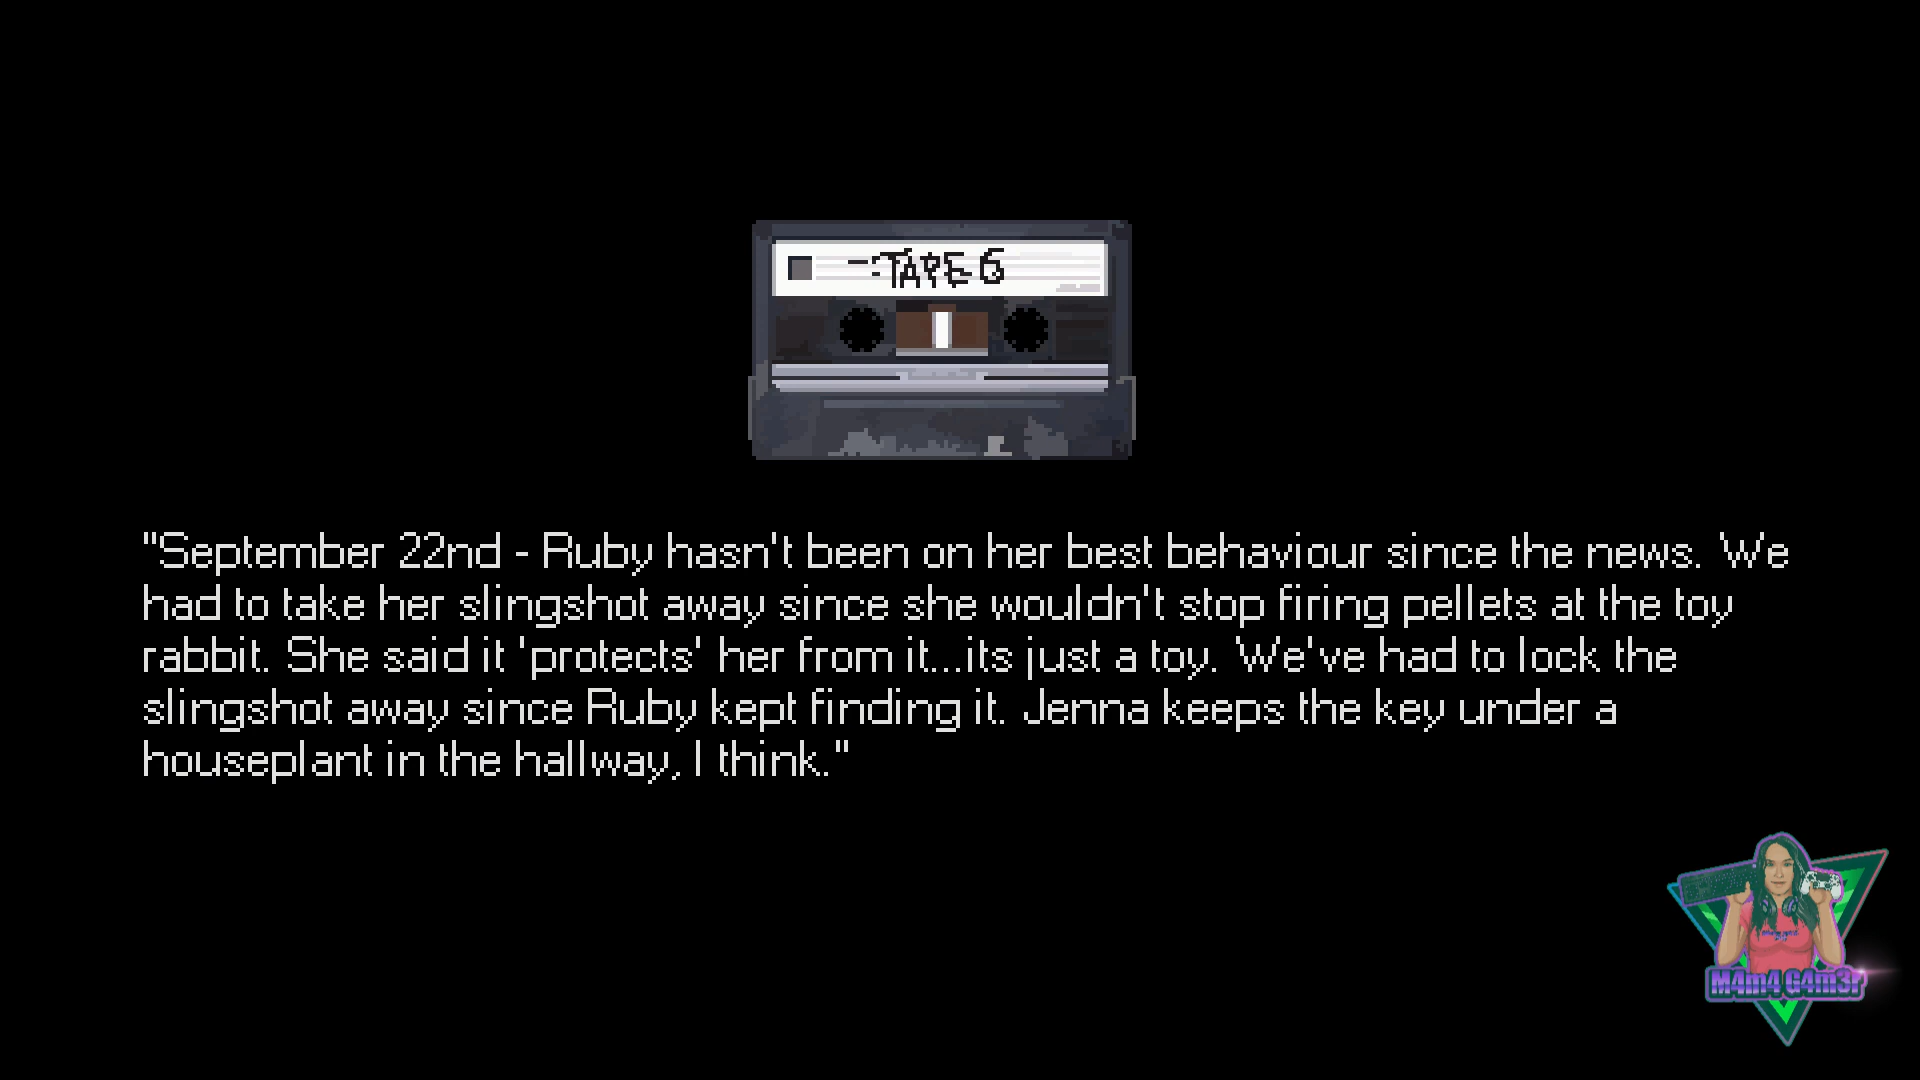 -:TAPE 6
"September 22nd - Ruby hasn't been on her best behaviour since the news. We
had to take her slingshot away since she wouldn't stop firing pellets at the toy
rabbit. She said it 'protects' her from it...its just a toy. We've had to lock the
slingshot away since Ruby kept finding it. Jenna keeps the key under a
houseplant in the hallway, I think."
M4m4 G4m3r